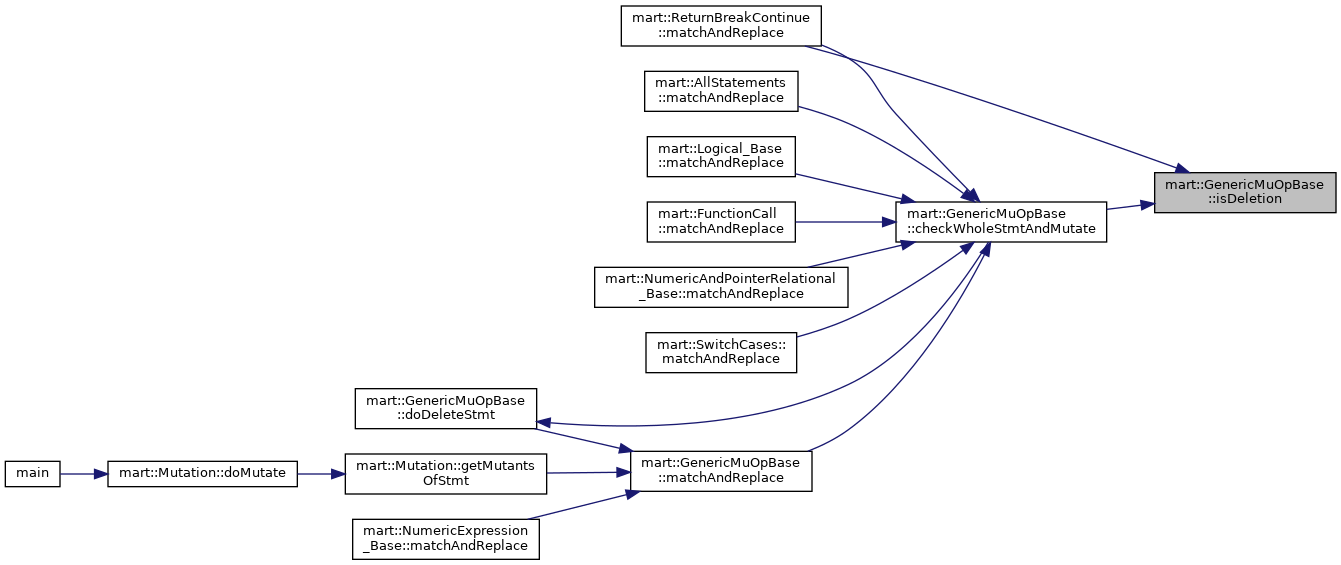 mart::ReturnBreakContinue
::matchAndReplace
mart::AllStatements
::matchAndReplace
mart::Logical_Base
::matchAndReplace
mart::GenericMuOpBase
::isDeletion
mart::FunctionCall
::matchAndReplace
mart::GenericMuOpBase
::checkWholeStmtAndMutate
mart::NumericAndPointerRelational
_Base::matchAndReplace
mart::SwitchCases::
matchAndReplace
mart::GenericMuOpBase
::doDeleteStmt
main
mart::Mutation::doMutate
mart::Mutation::getMutants
OfStmt
mart::GenericMuOpBase
::matchAndReplace
mart::NumericExpression
_Base::matchAndReplace